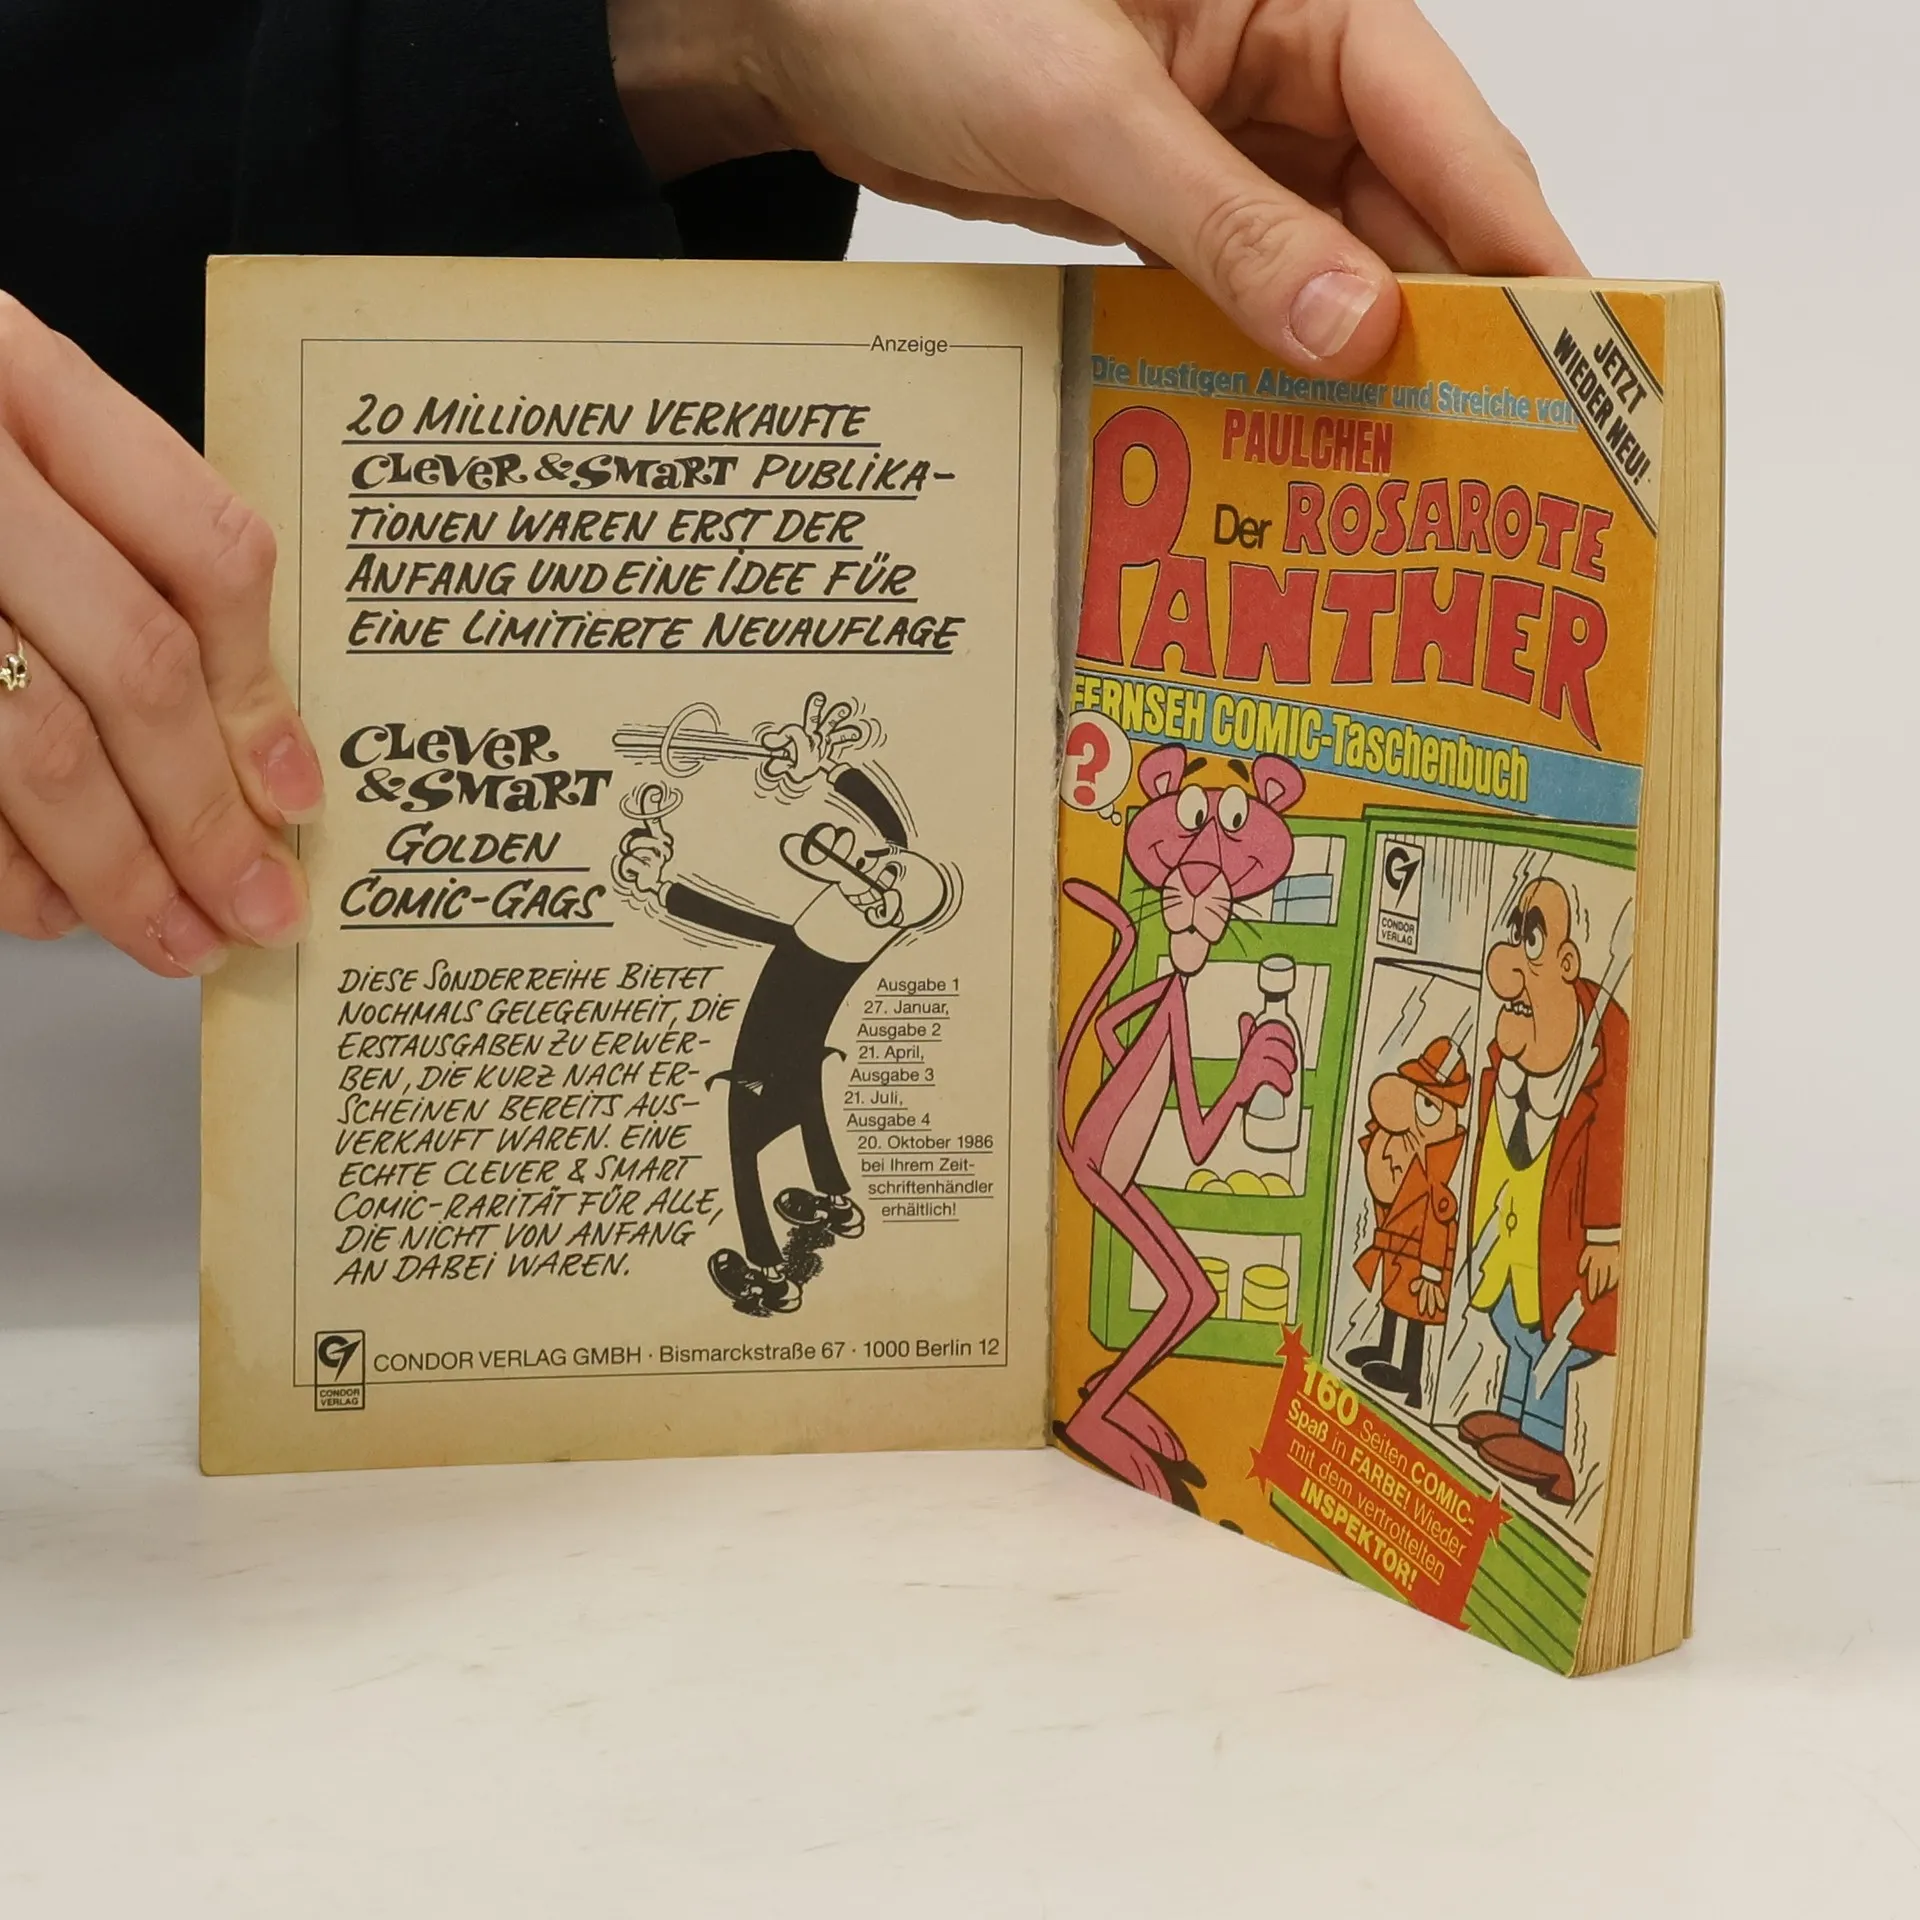 Anzeige
20 MILLIONEN VERKAUFTE
CLEVER & SMART PUBLIKA-
TIONEN WAREN ERST DER
ANFANG UND EINE IDEE FÜR
EINE LIMITIERTE NEUAUFLAGE
CLEVER
& SMART
GOLDEN
COMIC-GAGS
DIESE SONDERREIHE BIETET
NOCHMALS GELEGENHEIT, DIE
ERSTAUSGABEN ZU ERWER-
BEN, DIE KURZ NACH ER-
SCHEINEN BEREITS AUS-
VERKAUFT WAREN. EINE
ECHTE CLEVER & SMART
COMIC-RARITÄT FÜR ALLE,
DIE NICHT VON ANFANG
AN DABEI WAREN.
Ausgabe 1
27. Januar,
Ausgabe 2
21. April,
Ausgabe 3
21. Juli,
Ausgabe 4
20. Oktober 1986
bei Ihrem Zeit-
schriftenhändler
erhältlich!
CONDOR
VERLAG
CONDOR VERLAG GMBH · Bismarckstraße 67 · 1000 Berlin 12
JETZT
WIEDER NEU!
Die lustigen Abenteuer und Streiche von
PAULCHEN
Der ROSAROTE
PANTHER
FERNSEH COMIC-Taschenbuch
?
CONDOR
VERLAG
160 Seiten COMIC-
Spaß in FARBE! Wieder
mit dem vertrottelten
INSPEKTOR!